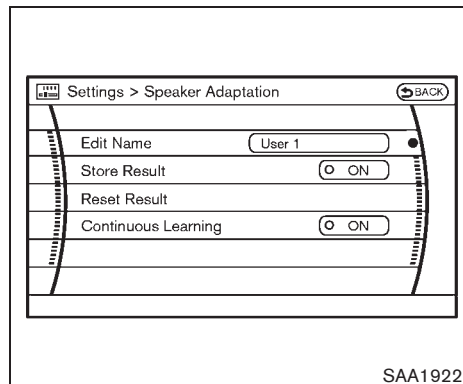 Settings > Speaker Adaptation BACK
Edit Name User 1
Store Result ON
Reset Result
Continuous Learning ON
SAA1922